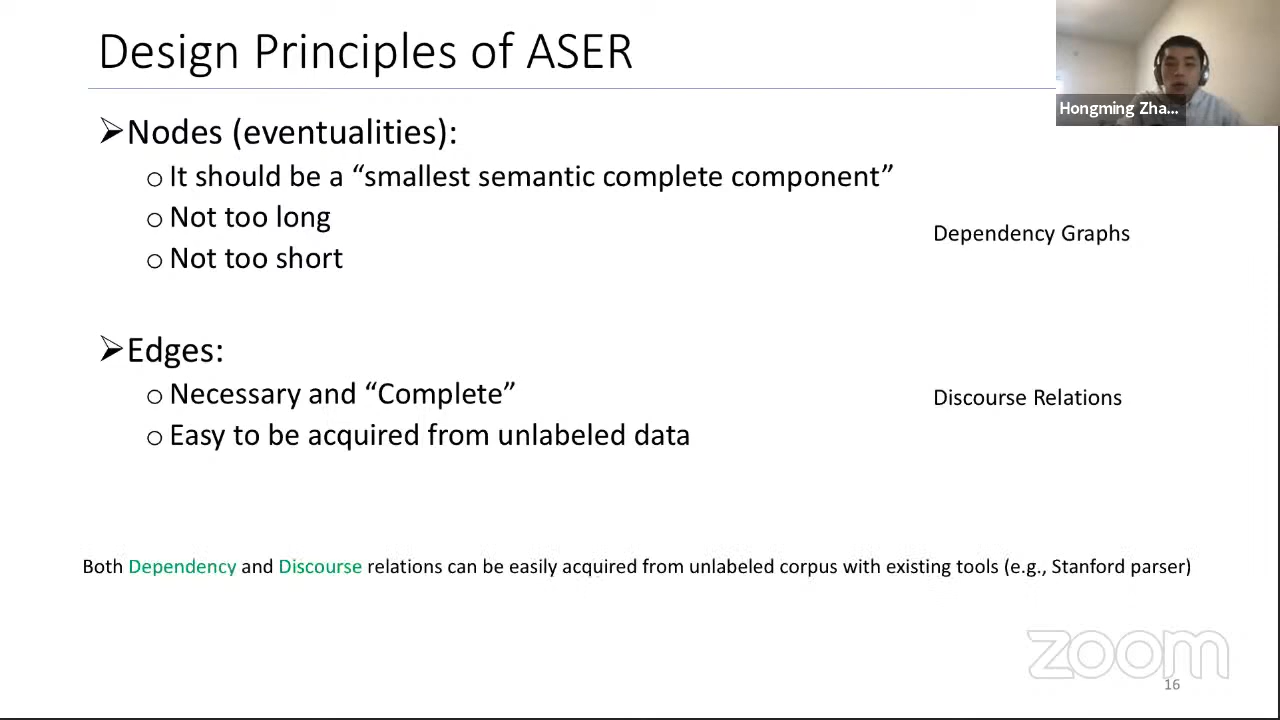 Design Principles of ASER
Hongming Zha...
➢Nodes (eventualities):
o It should be a “smallest semantic complete component”
o Not too long
o Not too short
Dependency Graphs
➢Edges:
o Necessary and “Complete”
o Easy to be acquired from unlabeled data
Discourse Relations
Both Dependency and Discourse relations can be easily acquired from unlabeled corpus with existing tools (e.g., Stanford parser)
zoom
16